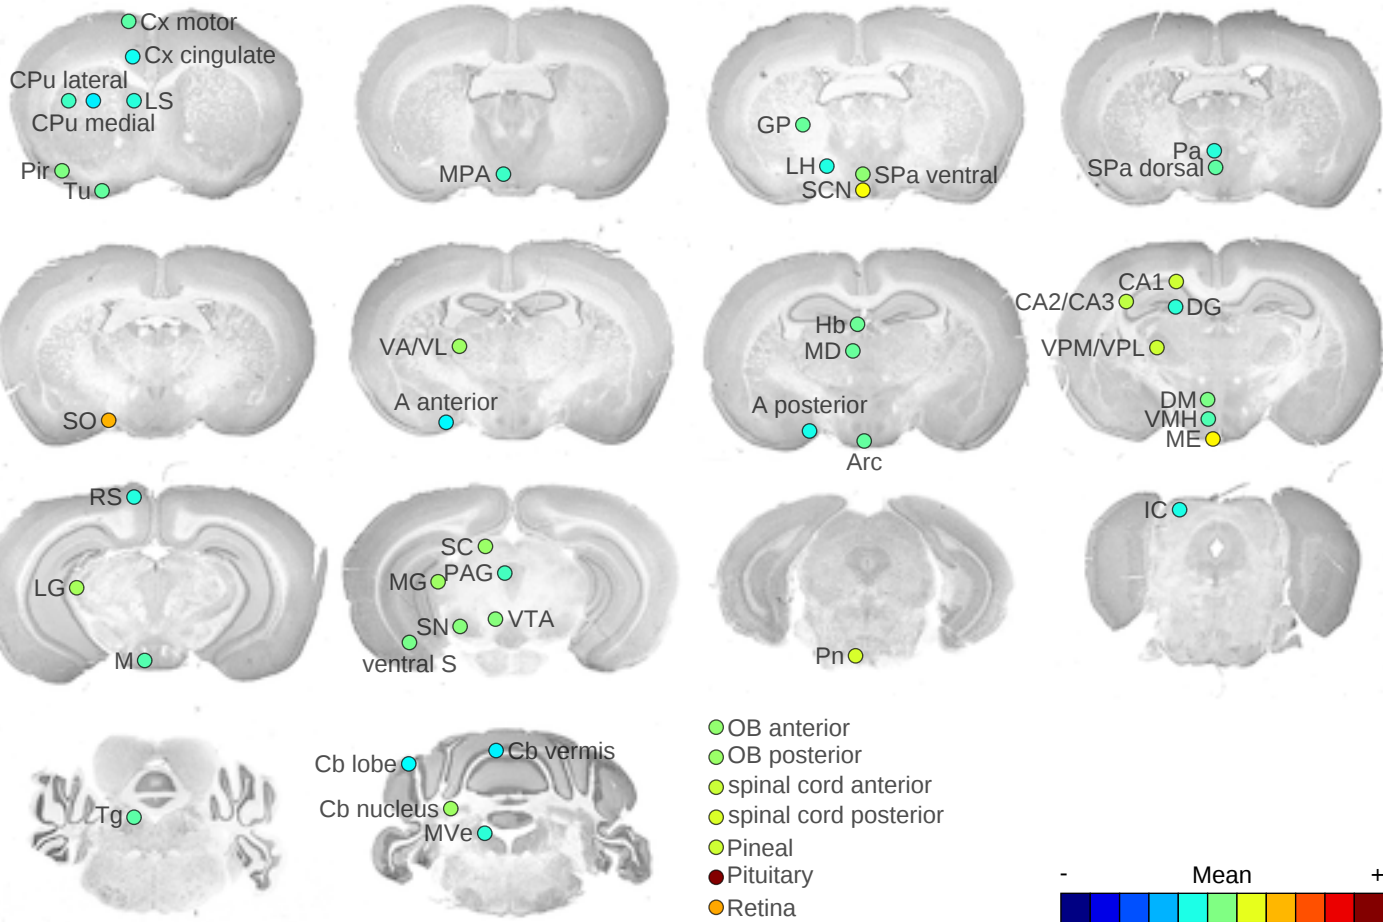 Cx motor
Cx cingulate
CPu lateral
LS
CPu medial
Pir
Tu
MPA
GP
LH
SPa ventral
SCN
Pa
SPa dorsal
SO
VA/VL
A anterior
Hb
MD
A posterior
Arc
CA1
CA2/CA3
DG
VPM/VPL
DM
VMH
ME
RS
LG
M
SC
MG
PAG
SN
VTA
ventral S
Pn
IC
Tg
Cb lobe
Cb vermis
Cb nucleus
MVe
OB anterior
OB posterior
spinal cord anterior
spinal cord posterior
Pineal
Pituitary
Retina
- Mean +